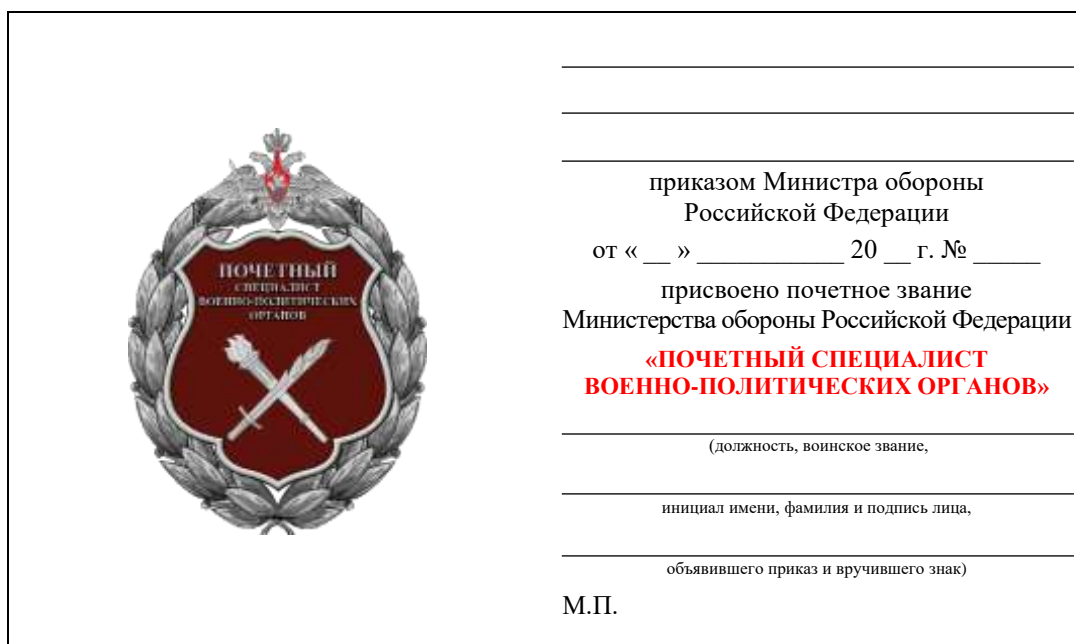 ПОЧЕТНЫЙ
СПЕЦИАЛИСТ
ВОЕННО-ПОЛИТИЧЕСКИХ
ОРГАНОВ
приказом Министра обороны
Российской Федерации
от « __ » ___________ 20 __ г. № _____
присвоено почетное звание
Министерства обороны Российской Федерации
«ПОЧЕТНЫЙ СПЕЦИАЛИСТ
ВОЕННО-ПОЛИТИЧЕСКИХ ОРГАНОВ»
(должность, воинское звание,
инициал имени, фамилия и подпись лица,
объявившего приказ и вручившего знак)
М.П.